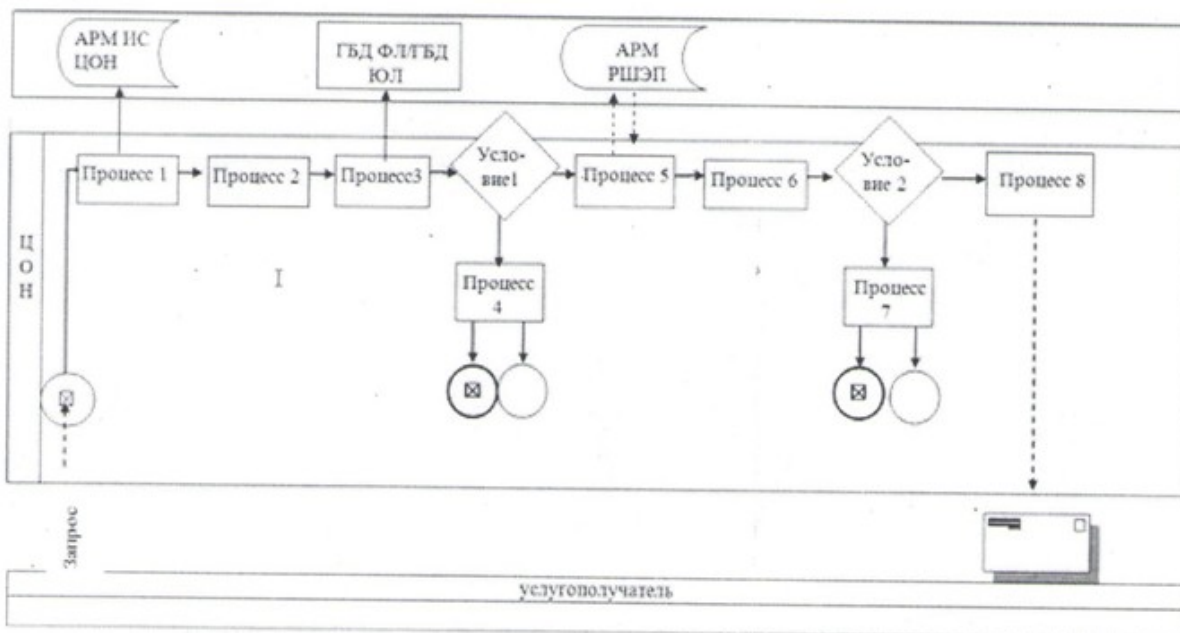 АРМ ИС
ЦОН
ГБД ФЛ/ГБД
ЮЛ
АРМ
РШЭП
Процесс 1
Процесс 2
Процесс3
Усло-
вие1
Процесс 5
Процесс 6
Усло-
вие 2
Процесс 8
Ц
О
Н
Процесс
4
Процесс
7
Запрос
услугополучатель